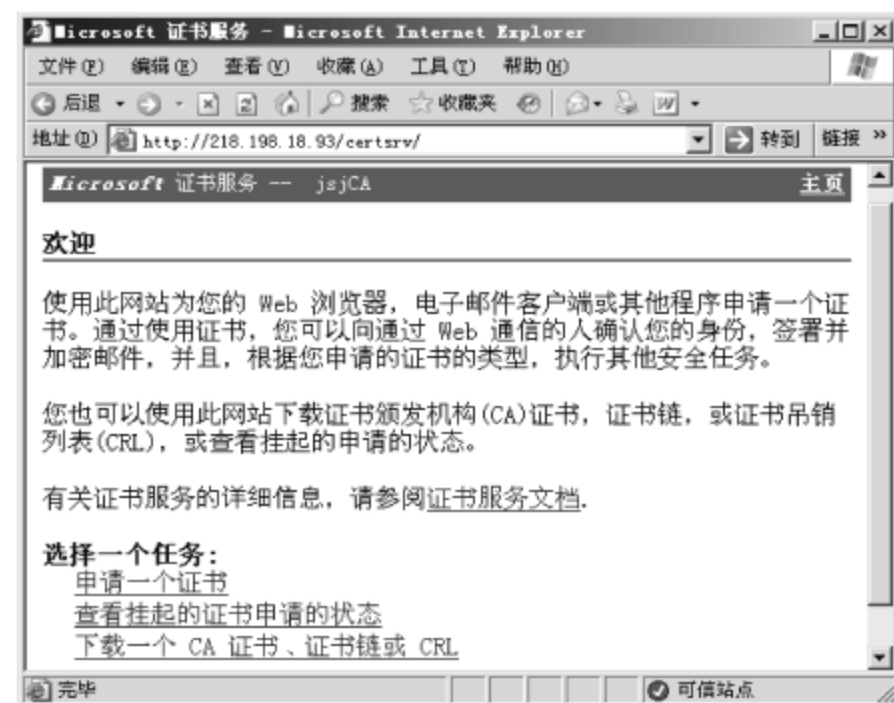 Microsoft 证书服务 - Microsoft Internet Explorer
文件(F) 编辑(E) 查看(V) 收藏(A) 工具(T) 帮助(H)
后退 搜索 收藏夹
地址(D) http://218.198.18.93/certsrv/ 转到 链接 »
Microsoft 证书服务 -- jsjCA 主页
欢迎
使用此网站为您的 Web 浏览器，电子邮件客户端或其他程序申请一个证
书。通过使用证书，您可以向通过 Web 通信的人确认您的身份，签署并
加密邮件，并且，根据您申请的证书的类型，执行其他安全任务。
您也可以使用此网站下载证书颁发机构(CA)证书，证书链，或证书吊销
列表(CRL)，或查看挂起的申请的状态。
有关证书服务的详细信息，请参阅证书服务文档.
选择一个任务:
申请一个证书
查看挂起的证书申请的状态
下载一个 CA 证书、证书链或 CRL
完毕 可信站点